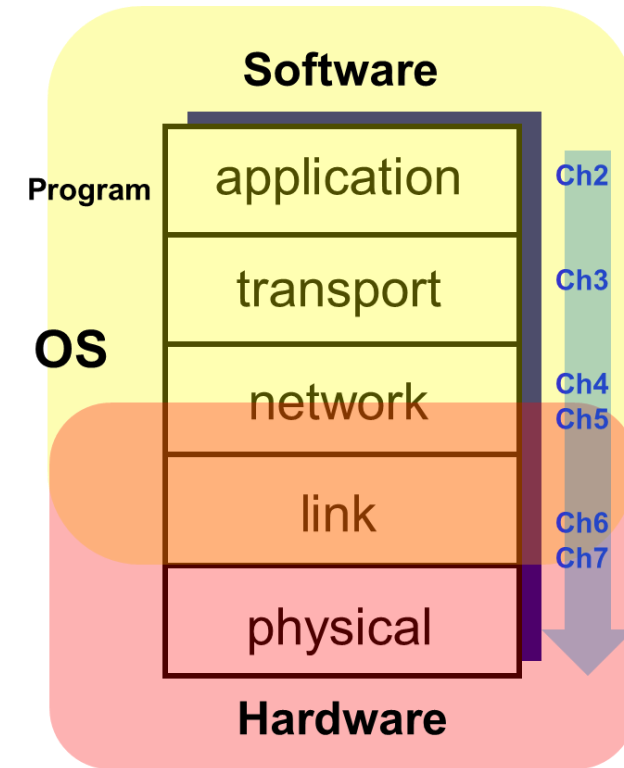 Software
Program
application
Ch2
transport
Ch3
OS
network
Ch4
Ch5
link
Ch6
Ch7
physical
Hardware